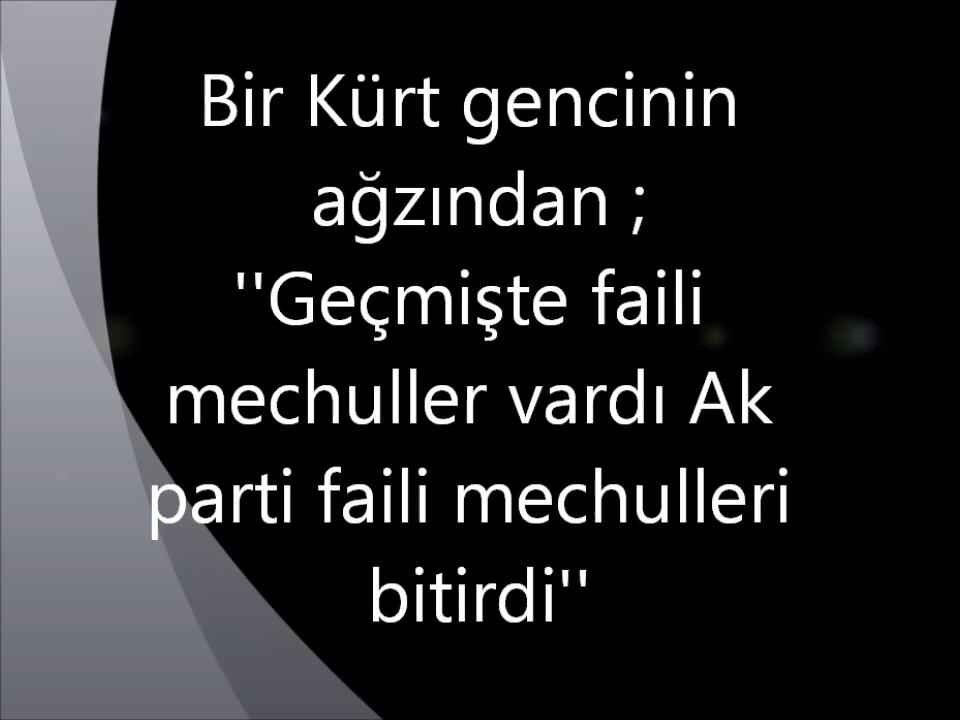 Bir Kürt gencinin
ağzından ;
''Geçmişte faili
mechuller vardı Ak
parti faili mechulleri
bitirdi''